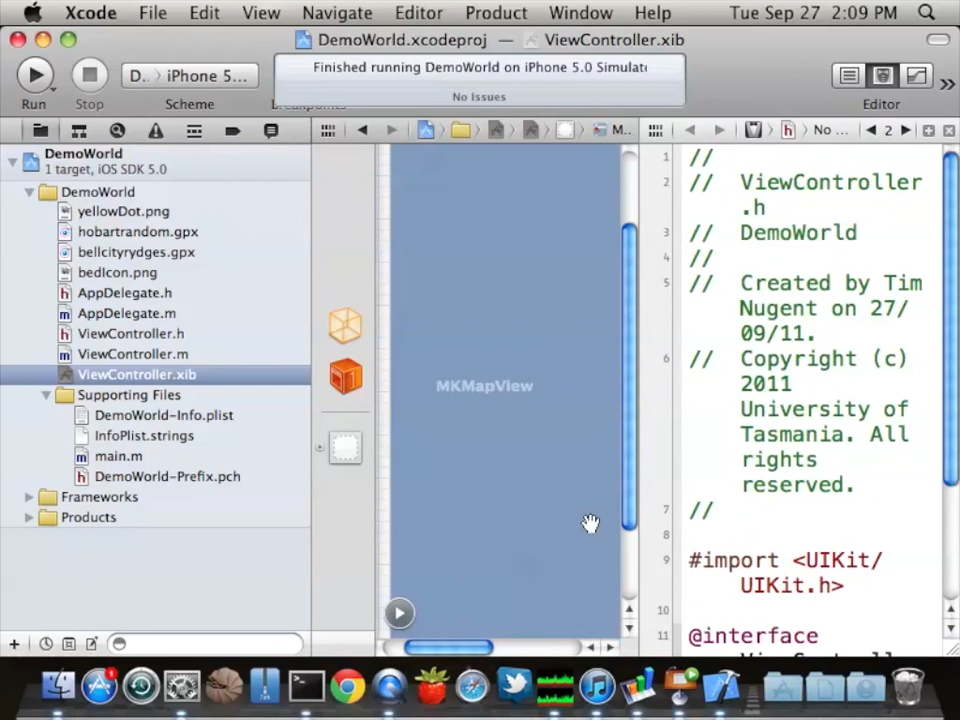 Xcode File Edit View Navigate Editor Product Window Help Tue Sep 27 2:09 PM
DemoWorld.xcodeproj — ViewController.xib
D... iPhone 5...
Finished running DemoWorld on iPhone 5.0 Simulat
No Issues
Run Stop Scheme Editor
M...
No ...
2
DemoWorld
1 target, iOS SDK 5.0
DemoWorld
yellowDot.png
hobartrandom.gpx
bellcityrydges.gpx
bedIcon.png
AppDelegate.h
AppDelegate.m
ViewController.h
ViewController.m
ViewController.xib
Supporting Files
DemoWorld-Info.plist
InfoPlist.strings
main.m
DemoWorld-Prefix.pch
Frameworks
Products
MKMapView
1 //
2 // ViewController
.h
3 // DemoWorld
4 //
5 // Created by Tim
Nugent on 27/
09/11.
6 // Copyright (c)
2011
University of
Tasmania. All
rights
reserved.
7 //
8
9 #import <UIKit/
UIKit.h>
10
11 @interface